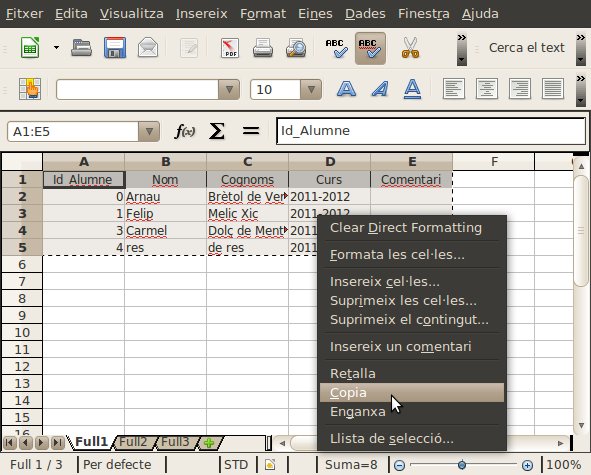 Fitxer Edita Visualitza Insereix Format Eines Dades Finestra Ajuda
PDF ABC ABC Cerca el text
10 A A A
A1:E5 f(x) Σ = Id_Alumne
A B C D E F
1 Id_Alumne Nom Cognoms Curs Comentari
2 0 Arnau Brètol de Ver 2011-2012
3 1 Felip Melic Xic 2011-2012
4 3 Carmel Dolç de Ment 2011
5 4 res de res 2011
6
7
8
9
10
11
12
13
14
15
16
Clear Direct Formatting
Formata les cel·les...
Insereix cel·les...
Suprimeix les cel·les...
Suprimeix el contingut...
Insereix un comentari
Retalla
Copia
Enganxa
Llista de selecció...
Full1 Full2 Full3
Full 1 / 3 Per defecte STD Suma=8 100%